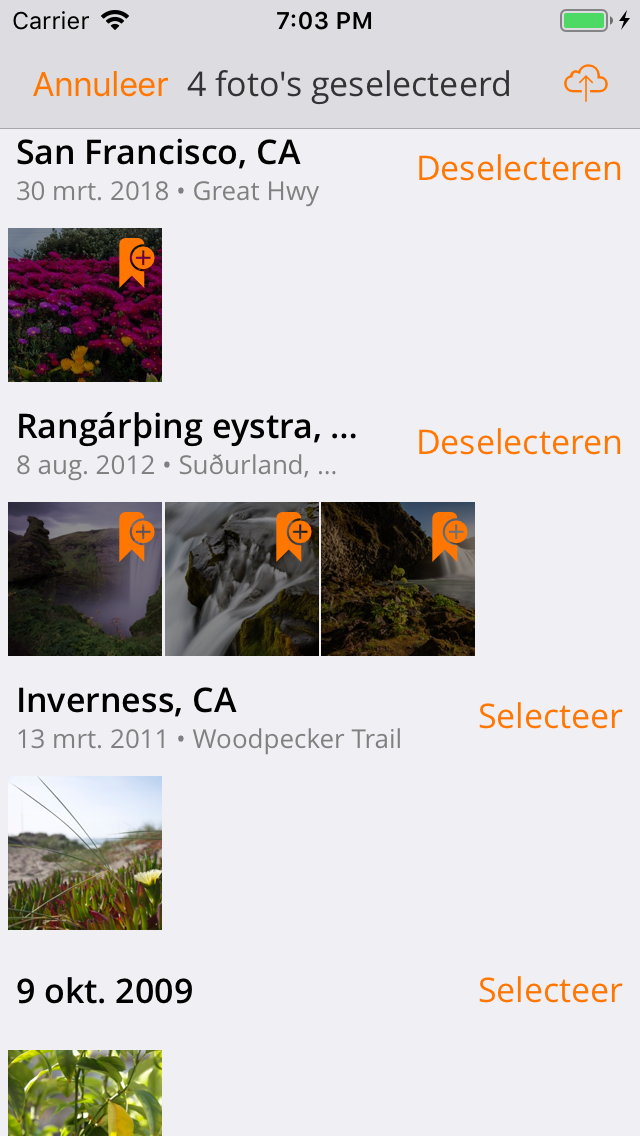 Carrier 7:03 PM
Annuleer 4 foto's geselecteerd
San Francisco, CA
Deselecteren
30 mrt. 2018 • Great Hwy
Rangárþing eystra, ...
Deselecteren
8 aug. 2012 • Suðurland, ...
Inverness, CA
Selecteer
13 mrt. 2011 • Woodpecker Trail
9 okt. 2009
Selecteer